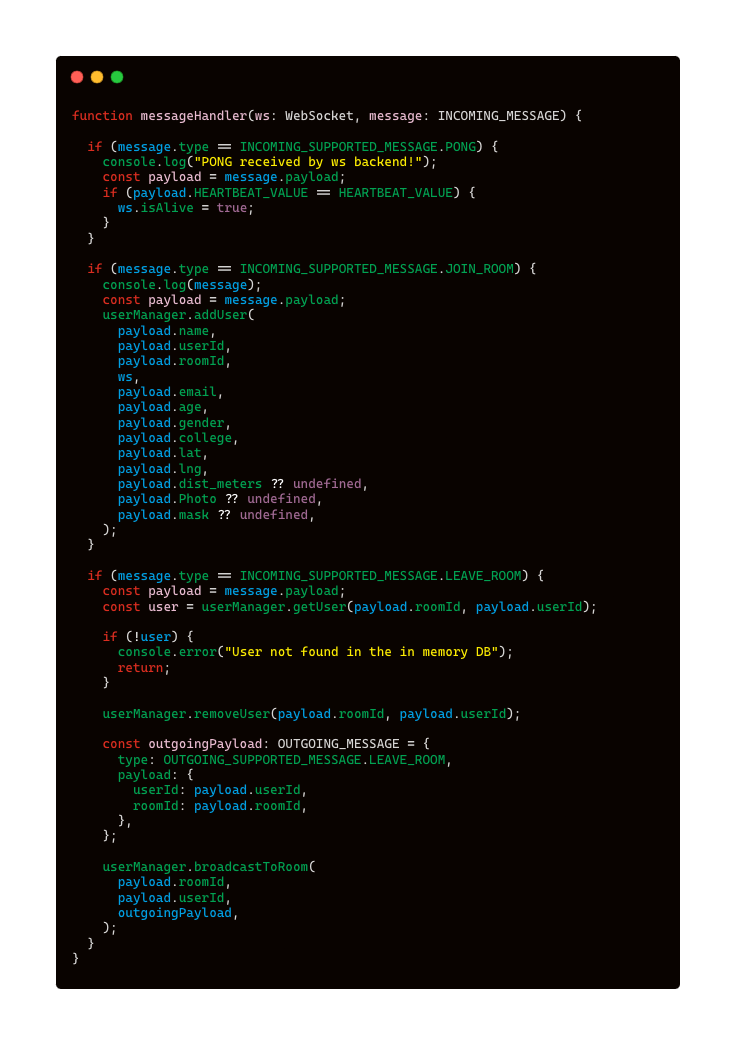 function messageHandler(ws: WebSocket, message: INCOMING_MESSAGE) {
if (message.type == INCOMING_SUPPORTED_MESSAGE.PONG) {
console.log("PONG received by ws backend!");
const payload = message.payload;
if (payload.HEARTBEAT_VALUE == HEARTBEAT_VALUE) {
ws.isAlive = true;
}
}
if (message.type == INCOMING_SUPPORTED_MESSAGE.JOIN_ROOM) {
console.log(message);
const payload = message.payload;
userManager.addUser(
payload.name,
payload.userId,
payload.roomId,
ws,
payload.email,
payload.age,
payload.gender,
payload.college,
payload.lat,
payload.lng,
payload.dist_meters ?? undefined,
payload.Photo ?? undefined,
payload.mask ?? undefined,
);
}
if (message.type == INCOMING_SUPPORTED_MESSAGE.LEAVE_ROOM) {
const payload = message.payload;
const user = userManager.getUser(payload.roomId, payload.userId);
if (!user) {
console.error("User not found in the in memory DB");
return;
}
userManager.removeUser(payload.roomId, payload.userId);
const outgoingPayload: OUTGOING_MESSAGE = {
type: OUTGOING_SUPPORTED_MESSAGE.LEAVE_ROOM,
payload: {
userId: payload.userId,
roomId: payload.roomId,
},
};
userManager.broadcastToRoom(
payload.roomId,
payload.userId,
outgoingPayload,
);
}
}